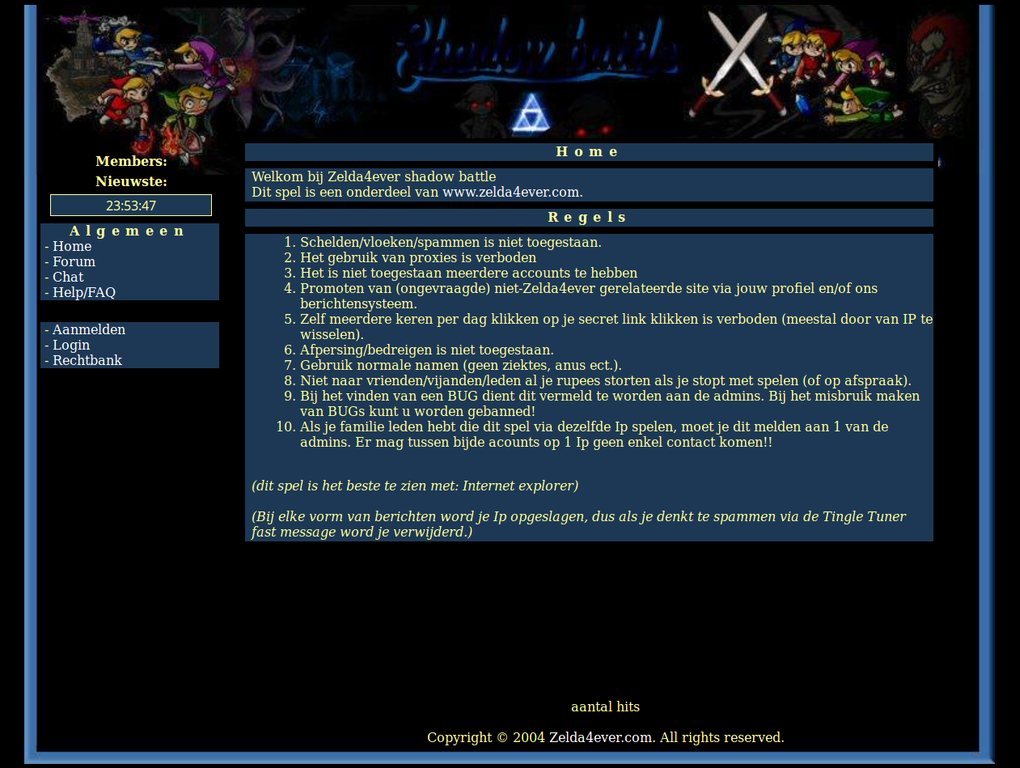 Shadow battle
Members:
Nieuwste:
23:53:47
Algemeen
- Home
- Forum
- Chat
- Help/FAQ
- Aanmelden
- Login
- Rechtbank
Home
Welkom bij Zelda4ever shadow battle
Dit spel is een onderdeel van www.zelda4ever.com.
Regels
1. Schelden/vloeken/spammen is niet toegestaan.
2. Het gebruik van proxies is verboden
3. Het is niet toegestaan meerdere accounts te hebben
4. Promoten van (ongevraagde) niet-Zelda4ever gerelateerde site via jouw profiel en/of ons
berichtensysteem.
5. Zelf meerdere keren per dag klikken op je secret link klikken is verboden (meestal door van IP te
wisselen).
6. Afpersing/bedreigen is niet toegestaan.
7. Gebruik normale namen (geen ziektes, anus ect.).
8. Niet naar vrienden/vijanden/leden al je rupees storten als je stopt met spelen (of op afspraak).
9. Bij het vinden van een BUG dient dit vermeld te worden aan de admins. Bij het misbruik maken
van BUGs kunt u worden gebanned!
10. Als je familie leden hebt die dit spel via dezelfde Ip spelen, moet je dit melden aan 1 van de
admins. Er mag tussen bijde acounts op 1 Ip geen enkel contact komen!!
(dit spel is het beste te zien met: Internet explorer)
(Bij elke vorm van berichten word je Ip opgeslagen, dus als je denkt te spammen via de Tingle Tuner
fast message word je verwijderd.)
aantal hits
Copyright © 2004 Zelda4ever.com. All rights reserved.